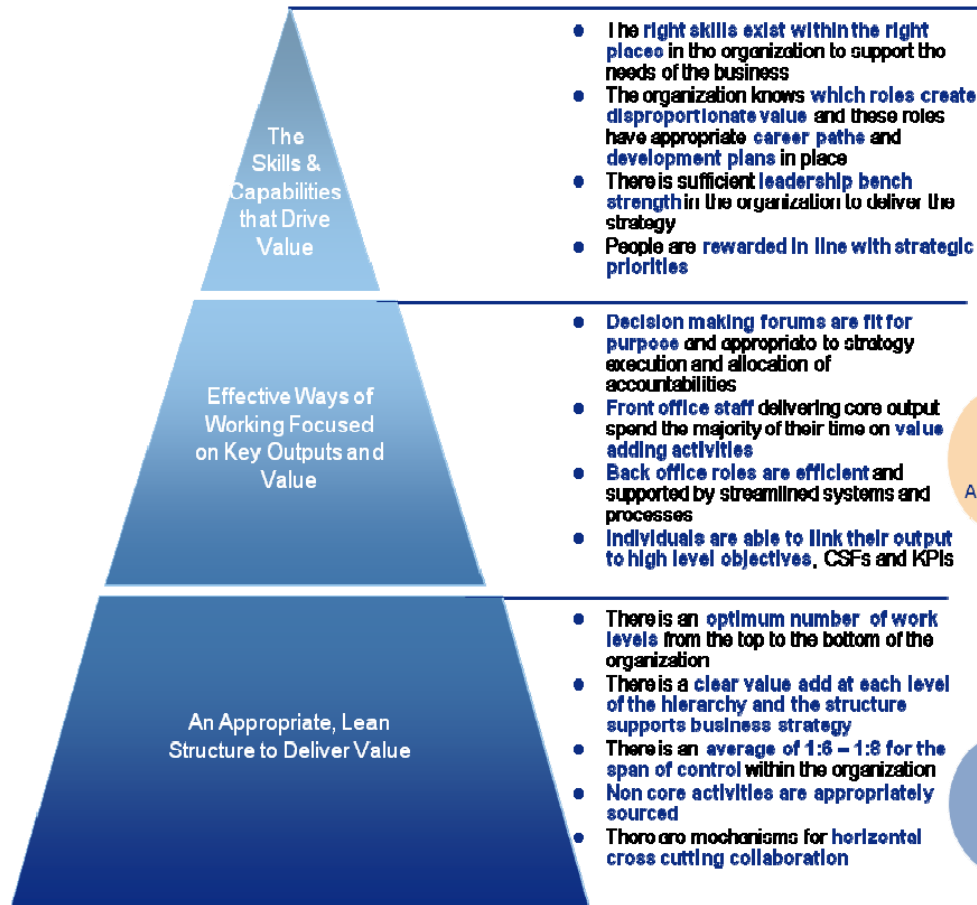 The
Skills &
Capabilities
that Drive
Value
The right skills exist within the right
places in the organization to support the
needs of the business
The organization knows which roles create
disproportionate value and these roles
have appropriate career paths and
development plans in place
There is sufficient leadership bench
strength in the organization to deliver the
strategy
People are rewarded in line with strategic
priorities
Effective Ways of
Working Focused
on Key Outputs and
Value
Decision making forums are fit for
purpose and appropriate to strategy
execution and allocation of
accountabilities
Front office staff delivering core output
spend the majority of their time on value
adding activities
Back office roles are efficient and
supported by streamlined systems and
processes
Individuals are able to link their output
to high level objectives, CSFs and KPIs
A
An Appropriate, Lean
Structure to Deliver Value
There is an optimum number of work
levels from the top to the bottom of the
organization
There is a clear value add at each level
of the hierarchy and the structure
supports business strategy
There is an average of 1:6 – 1:8 for the
span of control within the organization
Non core activities are appropriately
sourced
There are mechanisms for horizontal
cross cutting collaboration